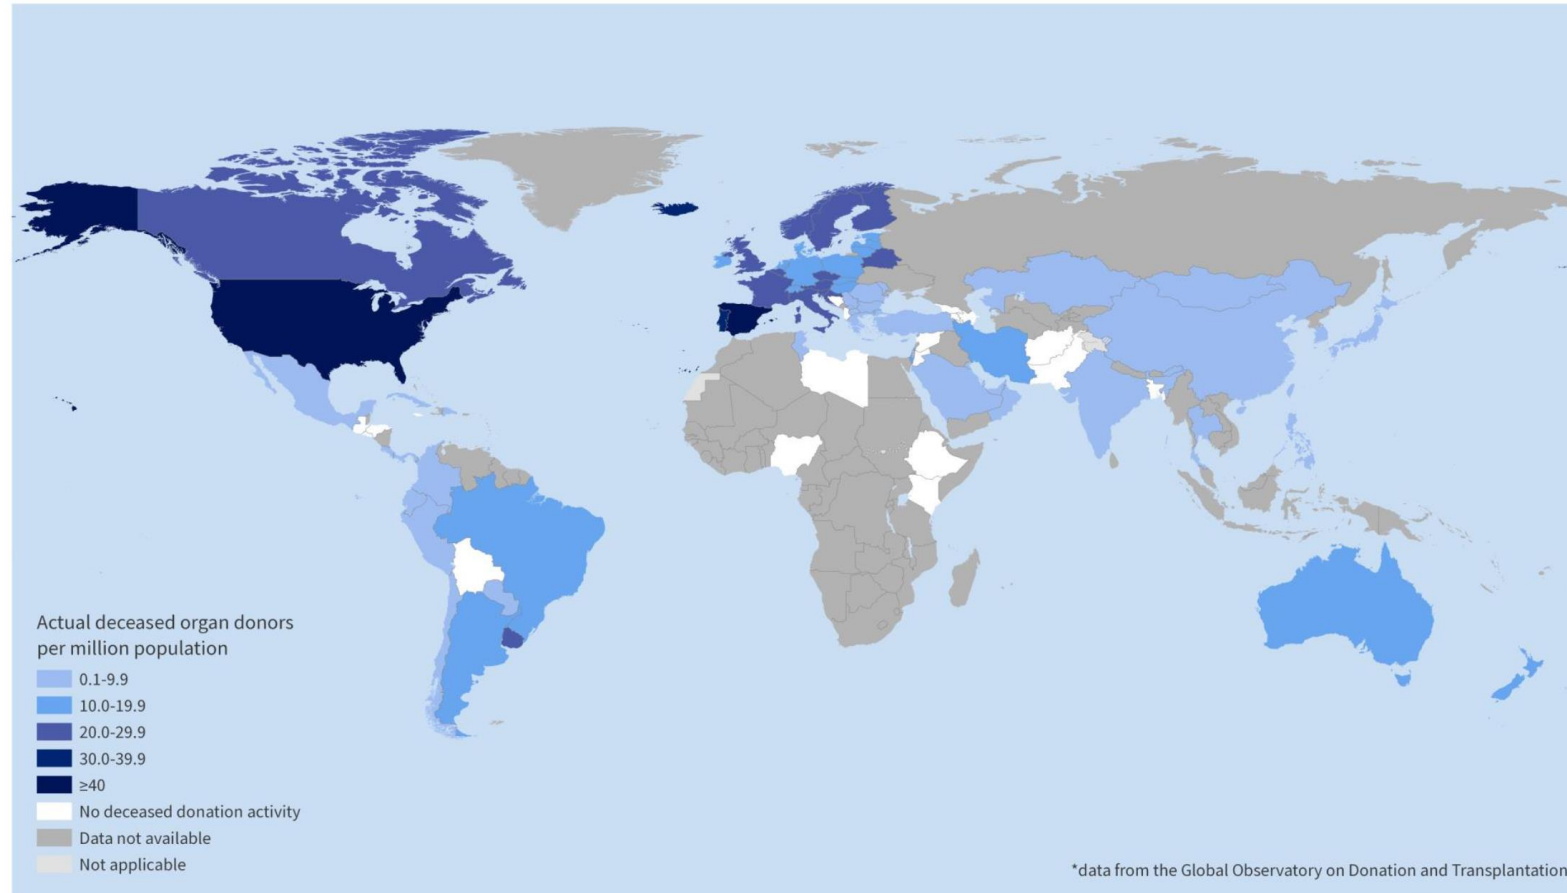 Actual deceased organ donors
per million population
0.1-9.9
10.0-19.9
20.0-29.9
30.0-39.9
≥40
No deceased donation activity
Data not available
Not applicable
*data from the Global Observatory on Donation and Transplantation